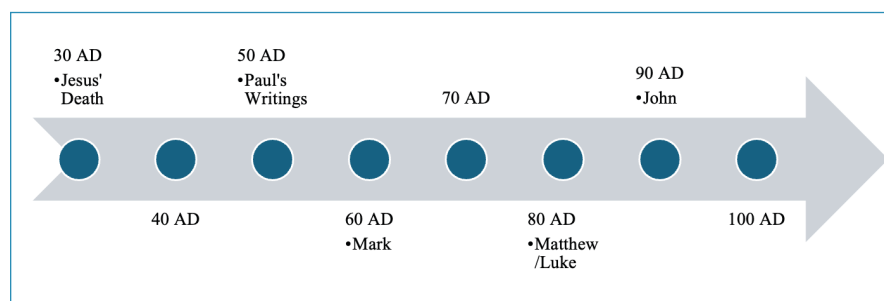 30 AD
•Jesus'
Death
40 AD
50 AD
•Paul's
Writings
60 AD
•Mark
70 AD
80 AD
•Matthew
/Luke
90 AD
•John
100 AD